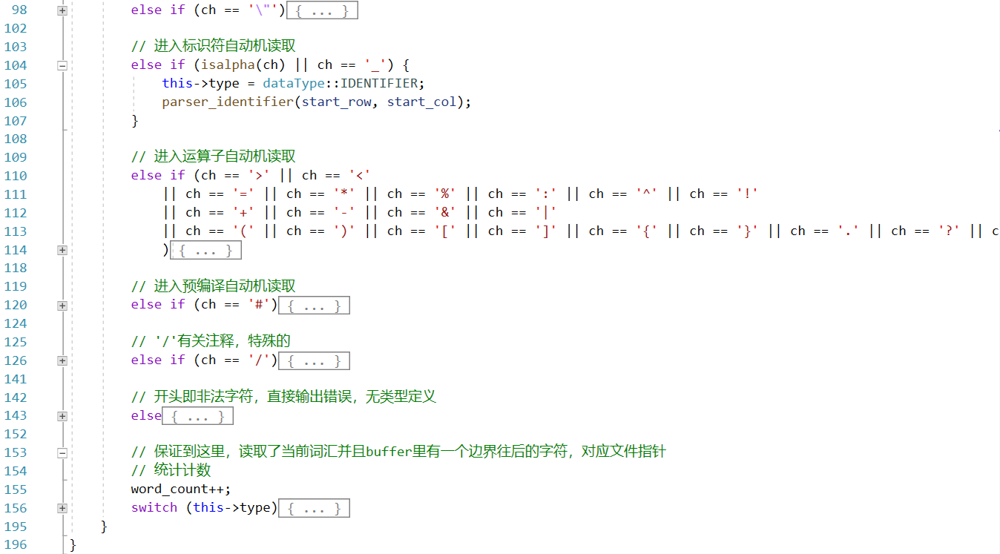 98 else if (ch == '\"'){ ... }
102
103 // 进入标识符自动机读取
104 else if (isalpha(ch) || ch == '_') {
105 this->type = dataType::IDENTIFIER;
106 parser_identifier(start_row, start_col);
107 }
108
109 // 进入运算子自动机读取
110 else if (ch == '>' || ch == '<'
111 || ch == '=' || ch == '*' || ch == '%' || ch == ':' || ch == '^' || ch == '!'
112 || ch == '+' || ch == '-' || ch == '&' || ch == '|'
113 || ch == '(' || ch == ')' || ch == '[' || ch == ']' || ch == '{' || ch == '}' || ch == '.' || ch == '?' || c
114 ){ ... }
118
119 // 进入预编译自动机读取
120 else if (ch == '#'){ ... }
124
125 // '/'有关注释，特殊的
126 else if (ch == '/'){ ... }
141
142 // 开头即非法字符，直接输出错误，无类型定义
143 else{ ... }
152
153 // 保证到这里，读取了当前词汇并且buffer里有一个边界往后的字符，对应文件指针
154 // 统计计数
155 word_count++;
156 switch (this->type){ ... }
195 }
196 }